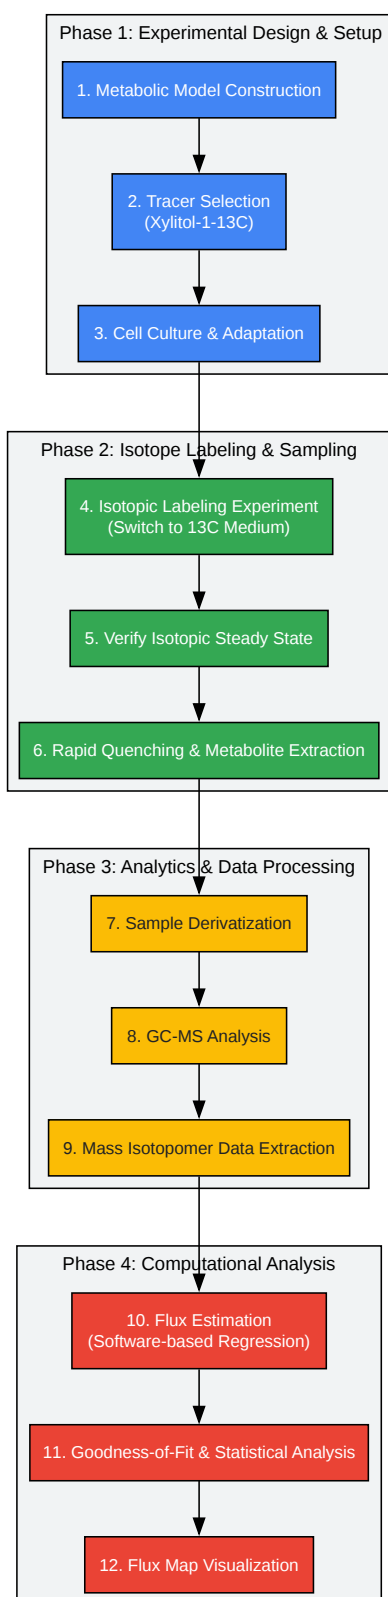 Phase 1: Experimental Design & Setup
1. Metabolic Model Construction
2. Tracer Selection
(Xylitol-1-13C)
3. Cell Culture & Adaptation
Phase 2: Isotope Labeling & Sampling
4. Isotopic Labeling Experiment
(Switch to 13C Medium)
5. Verify Isotopic Steady State
6. Rapid Quenching & Metabolite Extraction
Phase 3: Analytics & Data Processing
7. Sample Derivatization
8. GC-MS Analysis
9. Mass Isotopomer Data Extraction
Phase 4: Computational Analysis
10. Flux Estimation
(Software-based Regression)
11. Goodness-of-Fit & Statistical Analysis
12. Flux Map Visualization